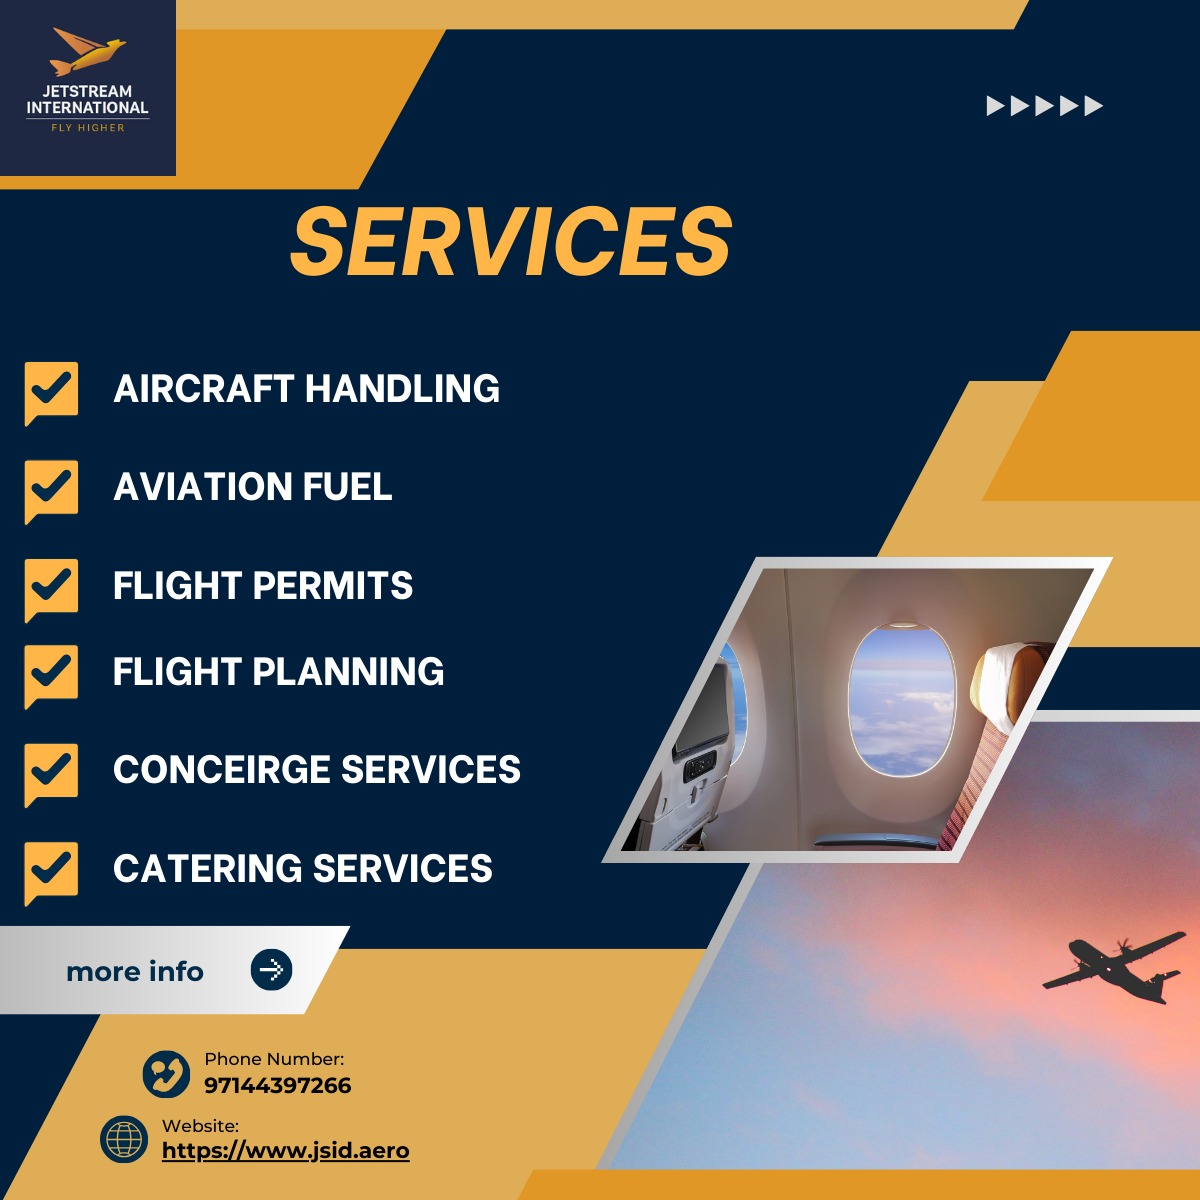 JETSTREAM
INTERNATIONAL
FLY HIGHER
SERVICES
AIRCRAFT HANDLING
AVIATION FUEL
FLIGHT PERMITS
FLIGHT PLANNING
CONCEIRGE SERVICES
CATERING SERVICES
more info
Phone Number:
97144397266
Website:
https://www.jsid.aero